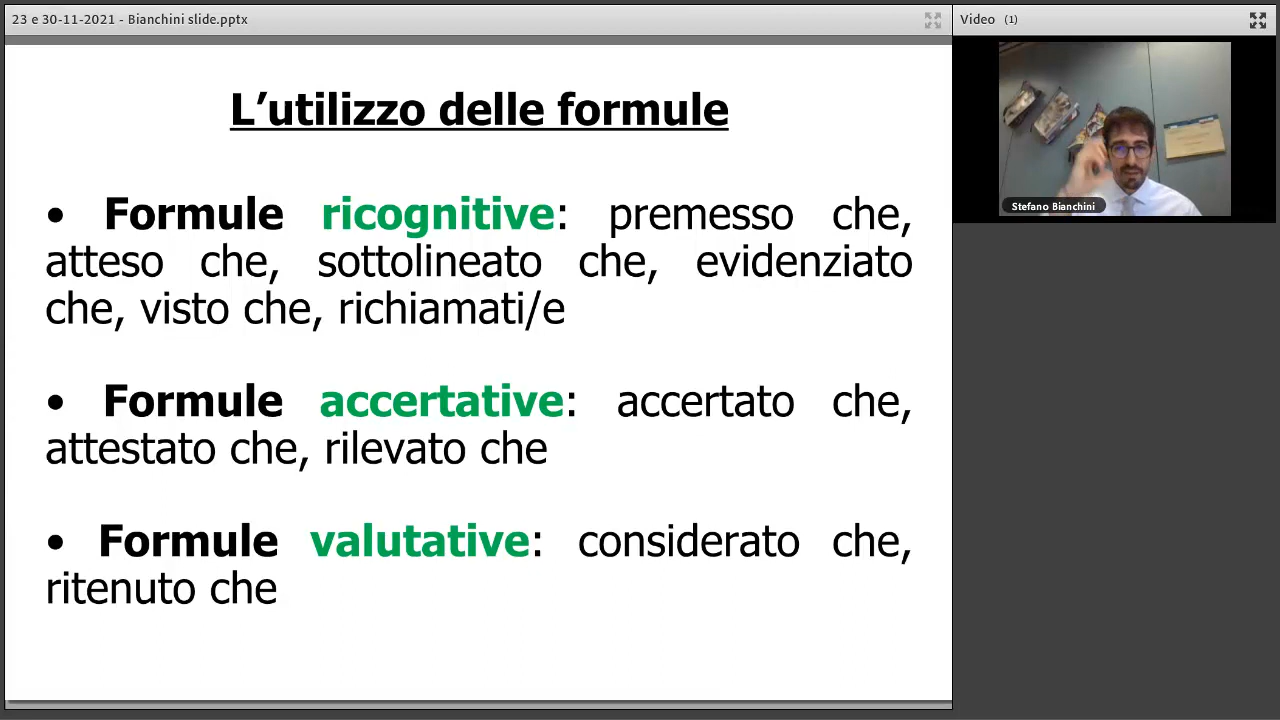 23 e 30-11-2021 - Bianchini slide.pptx
Video (1)
L’utilizzo delle formule
• Formule ricognitive: premesso che,
atteso che, sottolineato che, evidenziato
che, visto che, richiamati/e
• Formule accertative: accertato che,
attestato che, rilevato che
• Formule valutative: considerato che,
ritenuto che
Stefano Bianchini